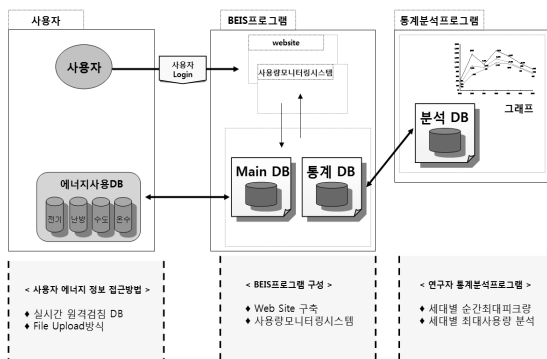 사용자
BEIS프로그램
통계분석프로그램
website
사용자
사용자
Login
사용량모니터링시스템
그래프
분석 DB
에너지사용DB
Main DB
통계 DB
전기
난방
수도
온수
< 사용자 에너지 정보 접근방법 >
♦ 실시간 원격검침 DB
♦ File Upload방식
< BEIS프로그램 구성 >
♦ Web Site 구축
♦ 사용량모니터링시스템
< 연구자 통계분석프로그램 >
♦ 세대별 순간최대피크량
♦ 세대별 최대사용량 분석